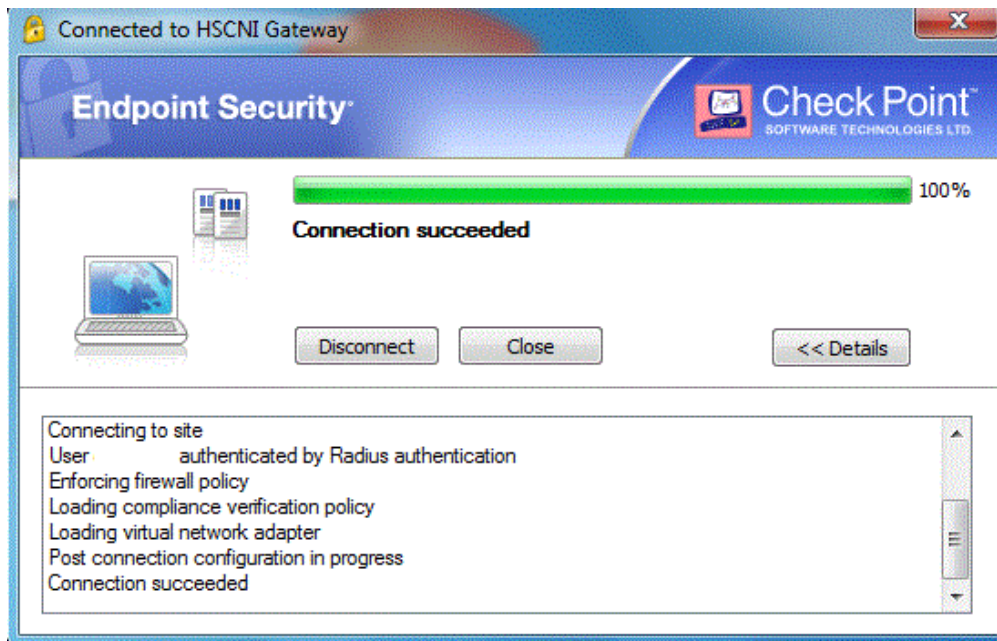 Connected to HSCNI Gateway
Endpoint Security
Check Point™
SOFTWARE TECHNOLOGIES LTD.
100%
Connection succeeded
Disconnect
Close
<< Details
Connecting to site
User authenticated by Radius authentication
Enforcing firewall policy
Loading compliance verification policy
Loading virtual network adapter
Post connection configuration in progress
Connection succeeded